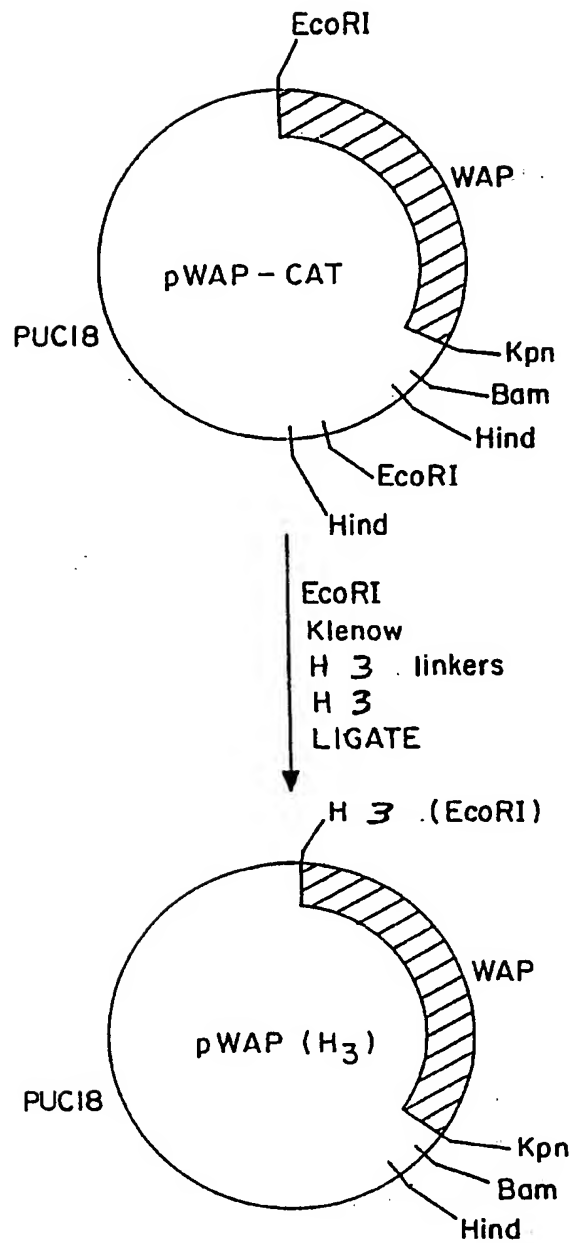 EcoRI
WAP
pWAP-CAT
PUC18
Kpn
Bam
Hind
EcoRI
Hind
EcoRI
Klenow
H 3 . linkers
H 3
LIGATE
H 3 .(EcoRI)
WAP
pWAP (H3)
PUC18
Kpn
Bam
Hind